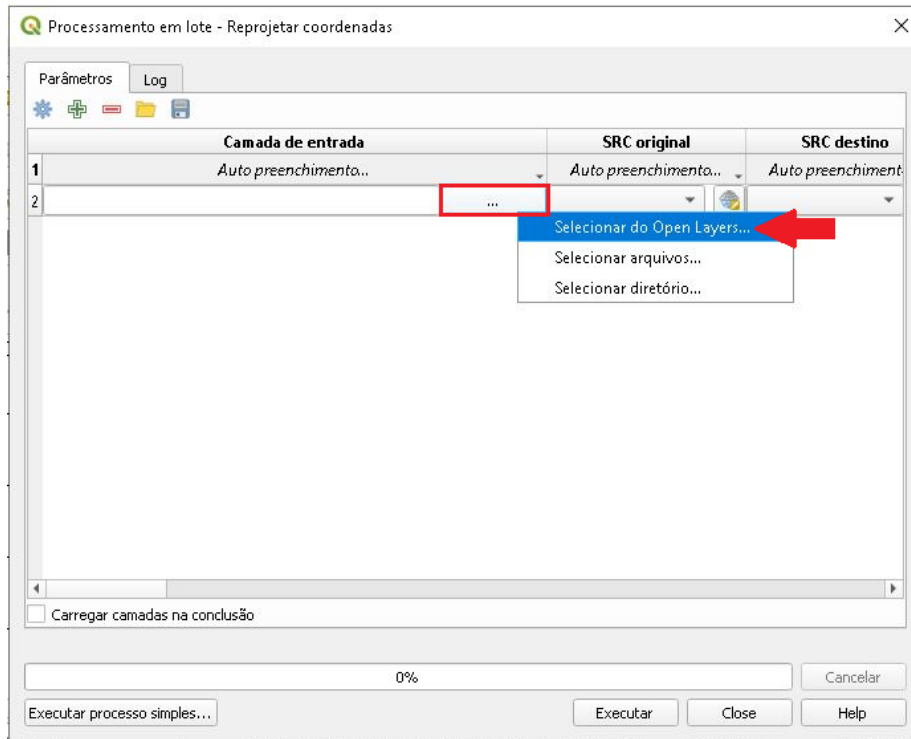 Processamento em lote - Reprojetar coordenadas
Parâmetros Log
Camada de entrada SRC original SRC destino
1 Auto preenchimento... Auto preenchimento... Auto preenchiment
2 ...
Selecionar do Open Layers...
Selecionar arquivos...
Selecionar diretório...
Carregar camadas na conclusão
0% Cancelar
Executar processo simples... Executar Close Help